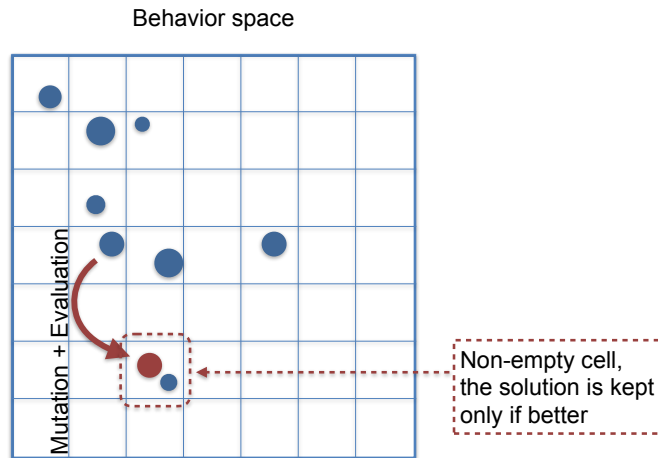 Behavior space
Mutation + Evaluation
Non-empty cell,
the solution is kept
only if better